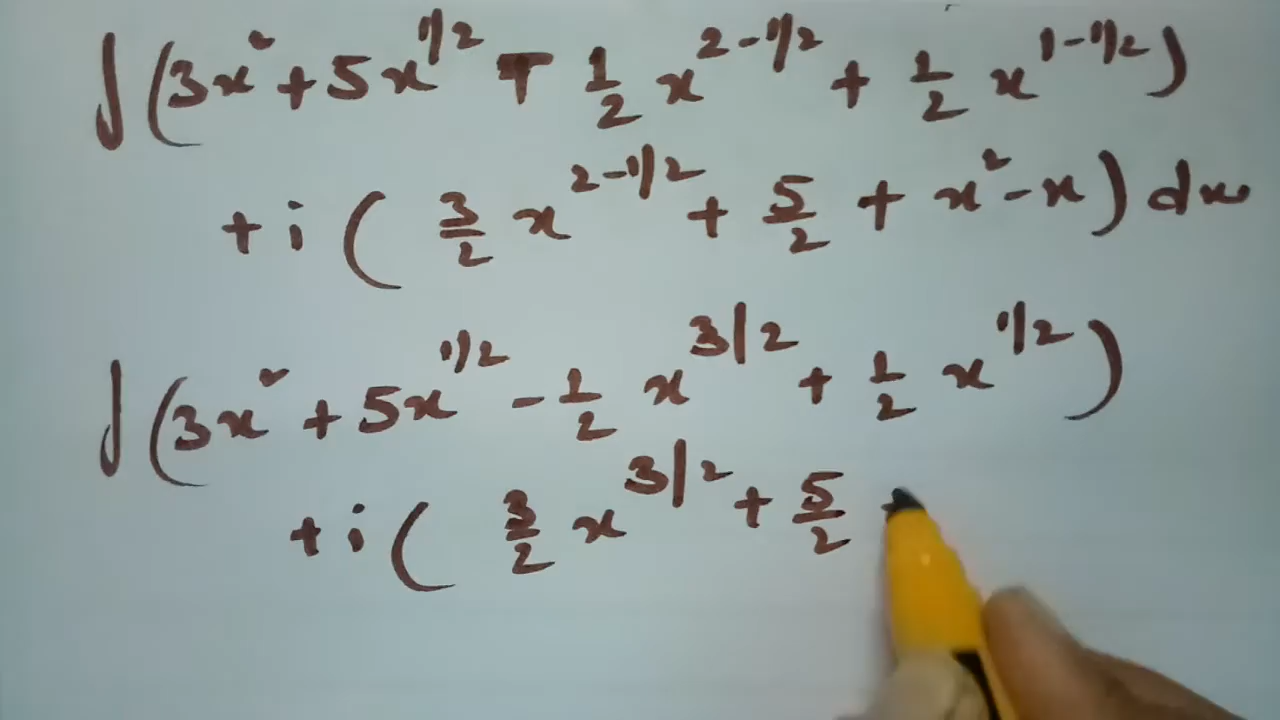 ∫(3x² + 5x^{1/2} ∓ 1/2 x^{2-1/2} + 1/2 x^{1-1/2})
+ i ( 3/2 x^{2-1/2} + 5/2 + x² - x) dx
∫(3x² + 5x^{1/2} - 1/2 x^{3/2} + 1/2 x^{1/2})
+ i ( 3/2 x^{3/2} + 5/2